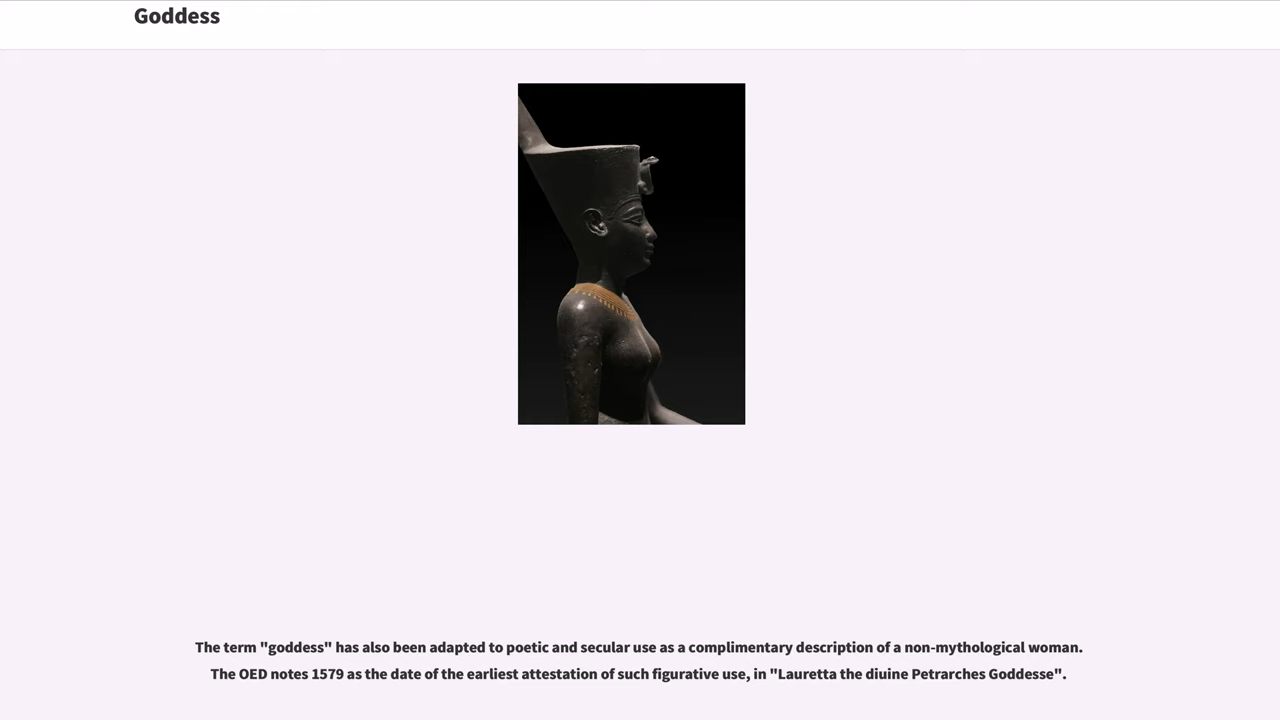 Goddess
The term "goddess" has also been adapted to poetic and secular use as a complimentary description of a non-mythological woman.
The OED notes 1579 as the date of the earliest attestation of such figurative use, in "Lauretta the diuine Petrarches Goddesse".